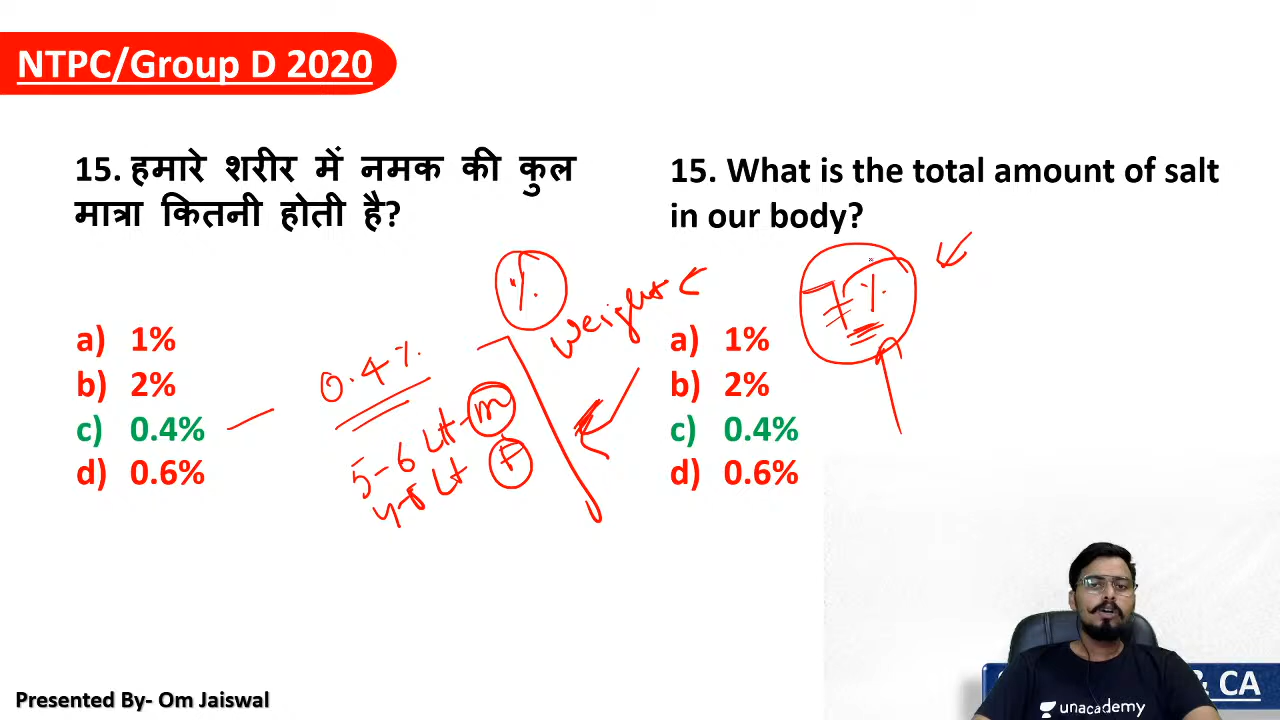 NTPC/Group D 2020
15. हमारे शरीर में नमक की कुल
मात्रा कितनी होती है?
a) 1%
b) 2%
c) 0.4%
d) 0.6%
0.4%
5-6 Lt - m
4-5 Lt F
%
Weight
15. What is the total amount of salt
in our body?
7%
a) 1%
b) 2%
c) 0.4%
d) 0.6%
& CA
unacademy
Presented By- Om Jaiswal